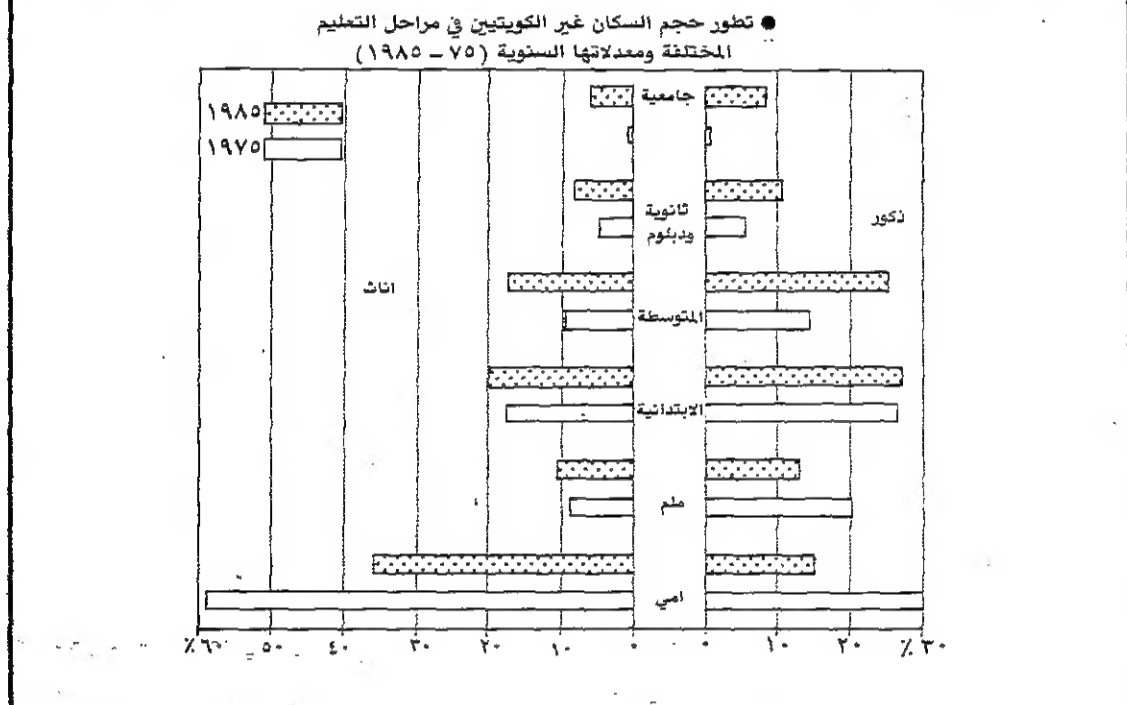 ● تطور حجم السكان غير الكويتيين في مراحل التعليم
المختلفة ومعدلاتها السنوية (٧٥ – ١٩٨٥)
١٩٨٥
١٩٧٥
جامعية
ثانوية
ودبلوم
ذكور
اناث
المتوسطة
الابتدائية
ملم
امي
٪٦٠ ٥٠ ٤٠ ٣٠ ٢٠ ١٠ ٠ ٠ ١٠ ٢٠ ٪٣٠